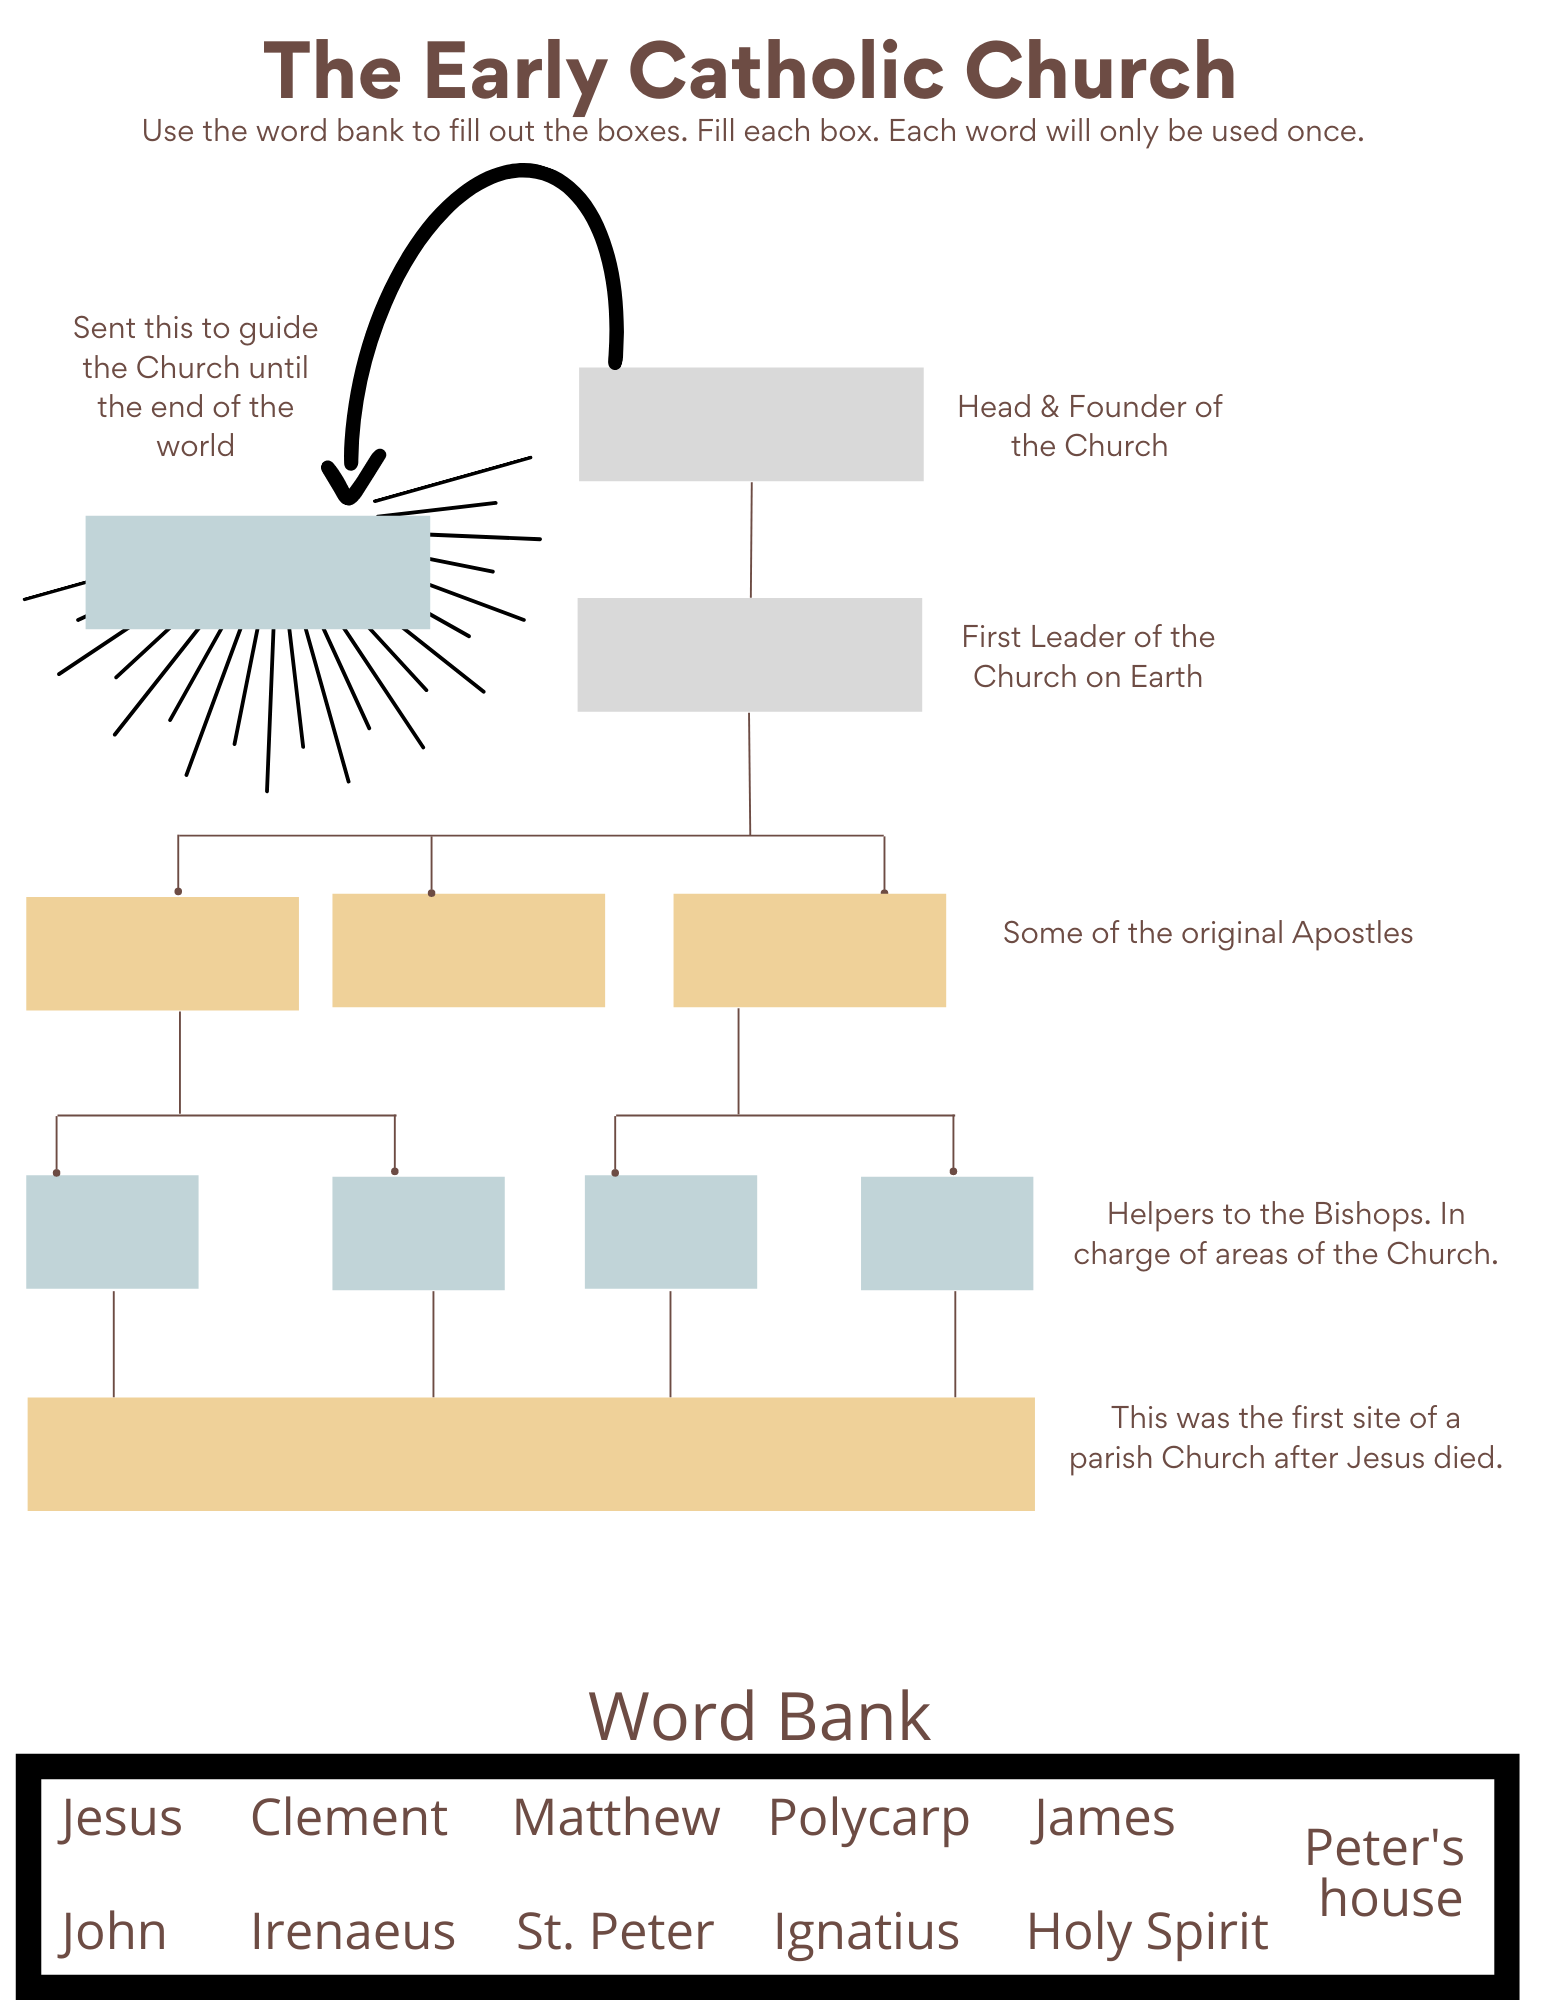 The Early Catholic Church
Use the word bank to fill out the boxes. Fill each box. Each word will only be used once.
Sent this to guide
the Church until
the end of the
world
Head & Founder of
the Church
First Leader of the
Church on Earth
Some of the original Apostles
Helpers to the Bishops. In
charge of areas of the Church.
This was the first site of a
parish Church after Jesus died.
Word Bank
Jesus Clement Matthew Polycarp James
Peter's
house
John Irenaeus St. Peter Ignatius Holy Spirit